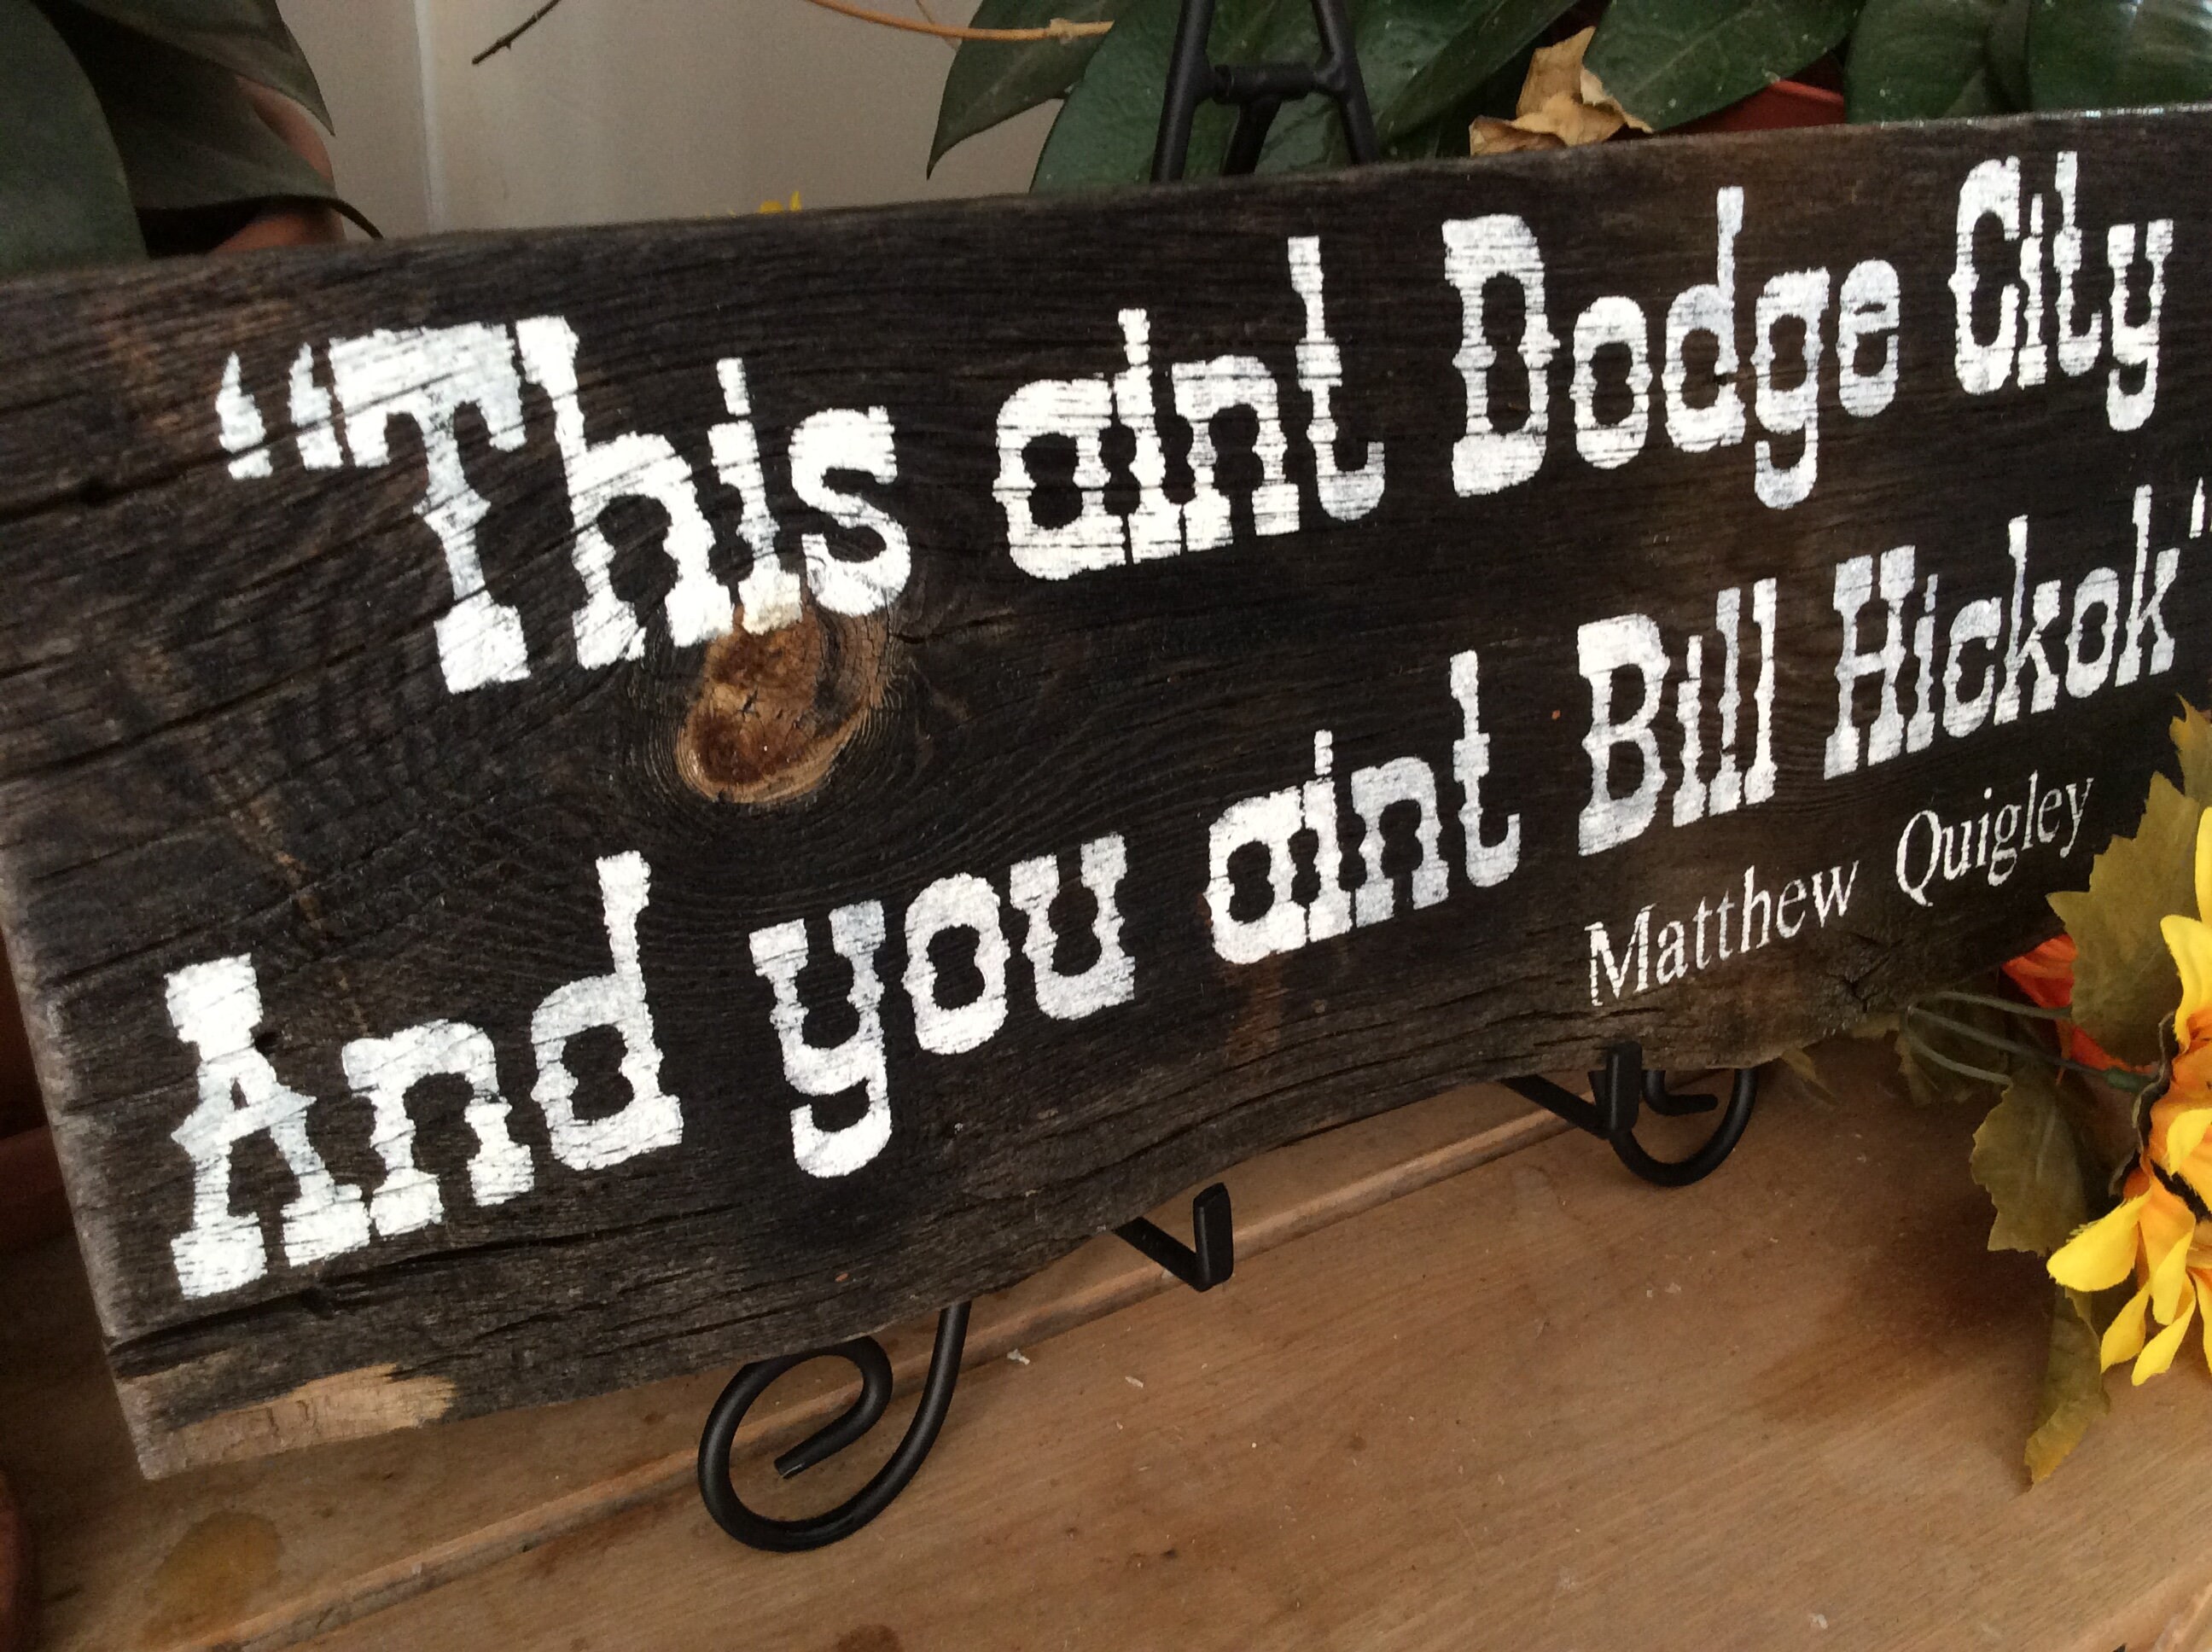 “This aint Dodge City
And you aint Bill Hickok"
Matthew Quigley